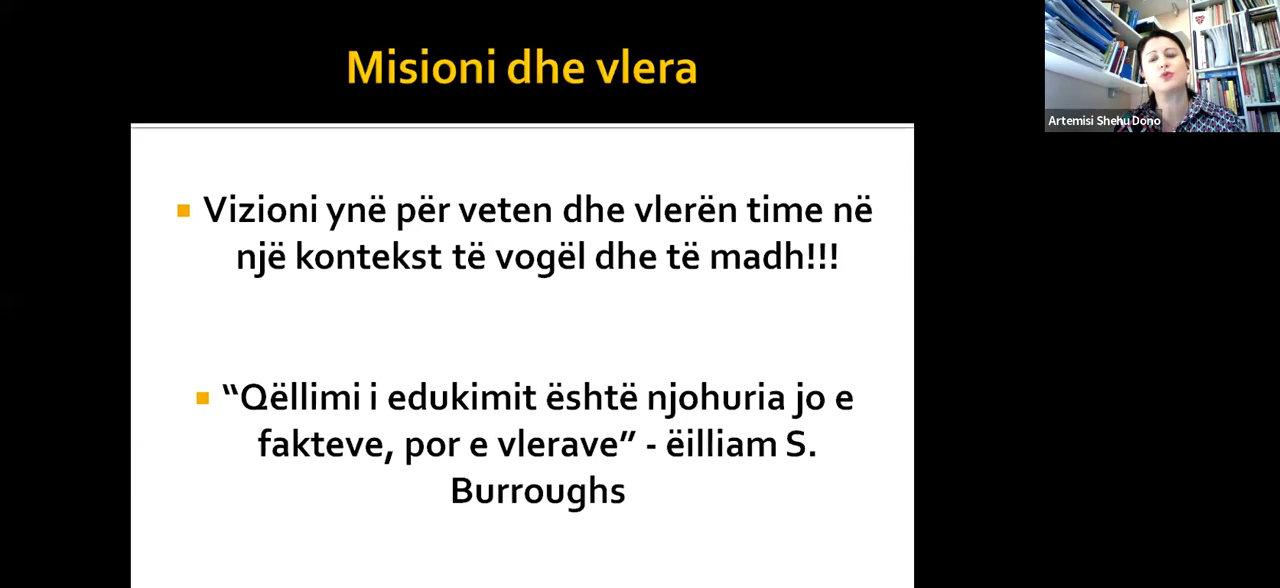 Misioni dhe vlera
Artemisi Shehu Dono
Vizioni ynë për veten dhe vlerën time në
një kontekst të vogël dhe të madh!!!
“Qëllimi i edukimit është njohuria jo e
fakteve, por e vlerave” - ëilliam S.
Burroughs